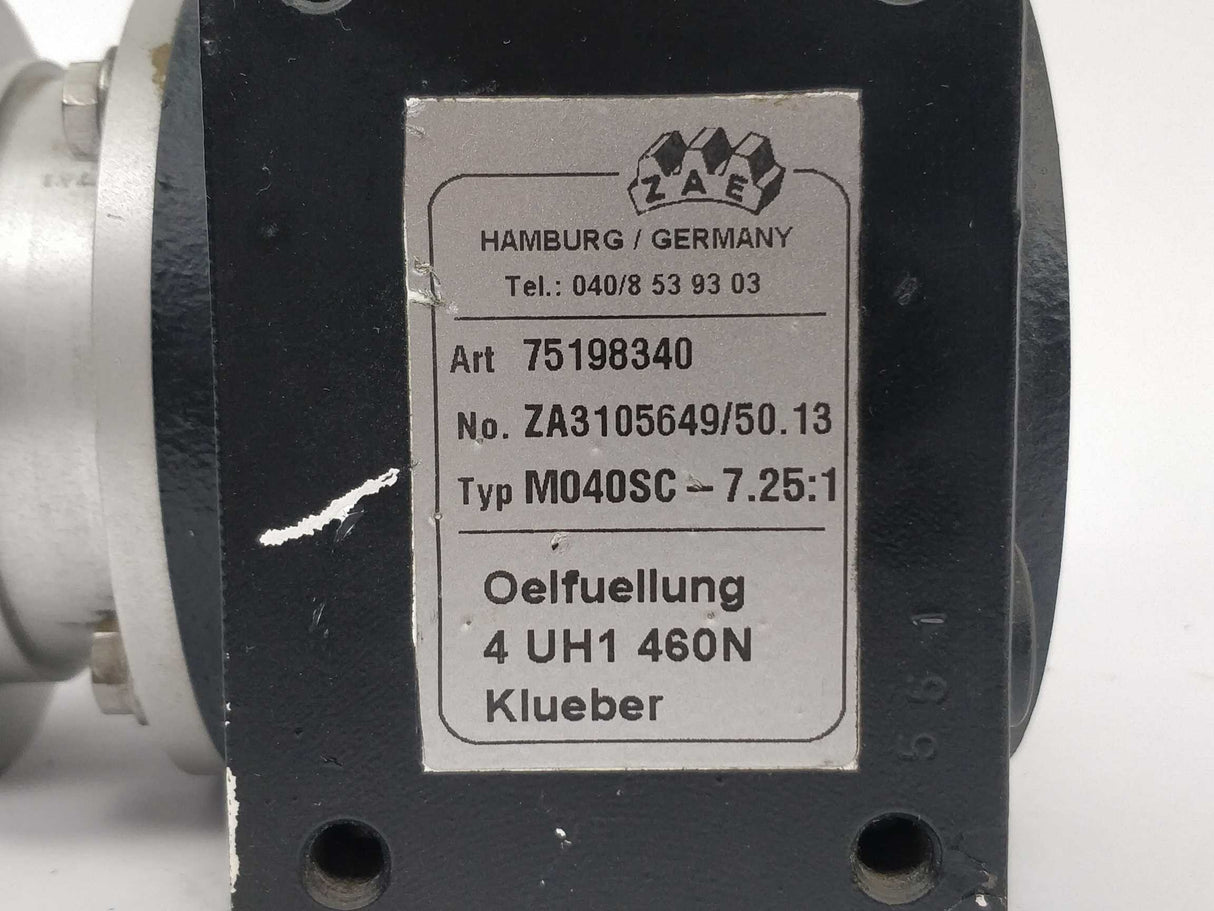 ZAE
HAMBURG / GERMANY
Tel.: 040/8 53 93 03
Art 75198340
No. ZA3105649/50.13
Typ M040SC - 7.25:1
Oelfuellung
4 UH1 460N
Klueber